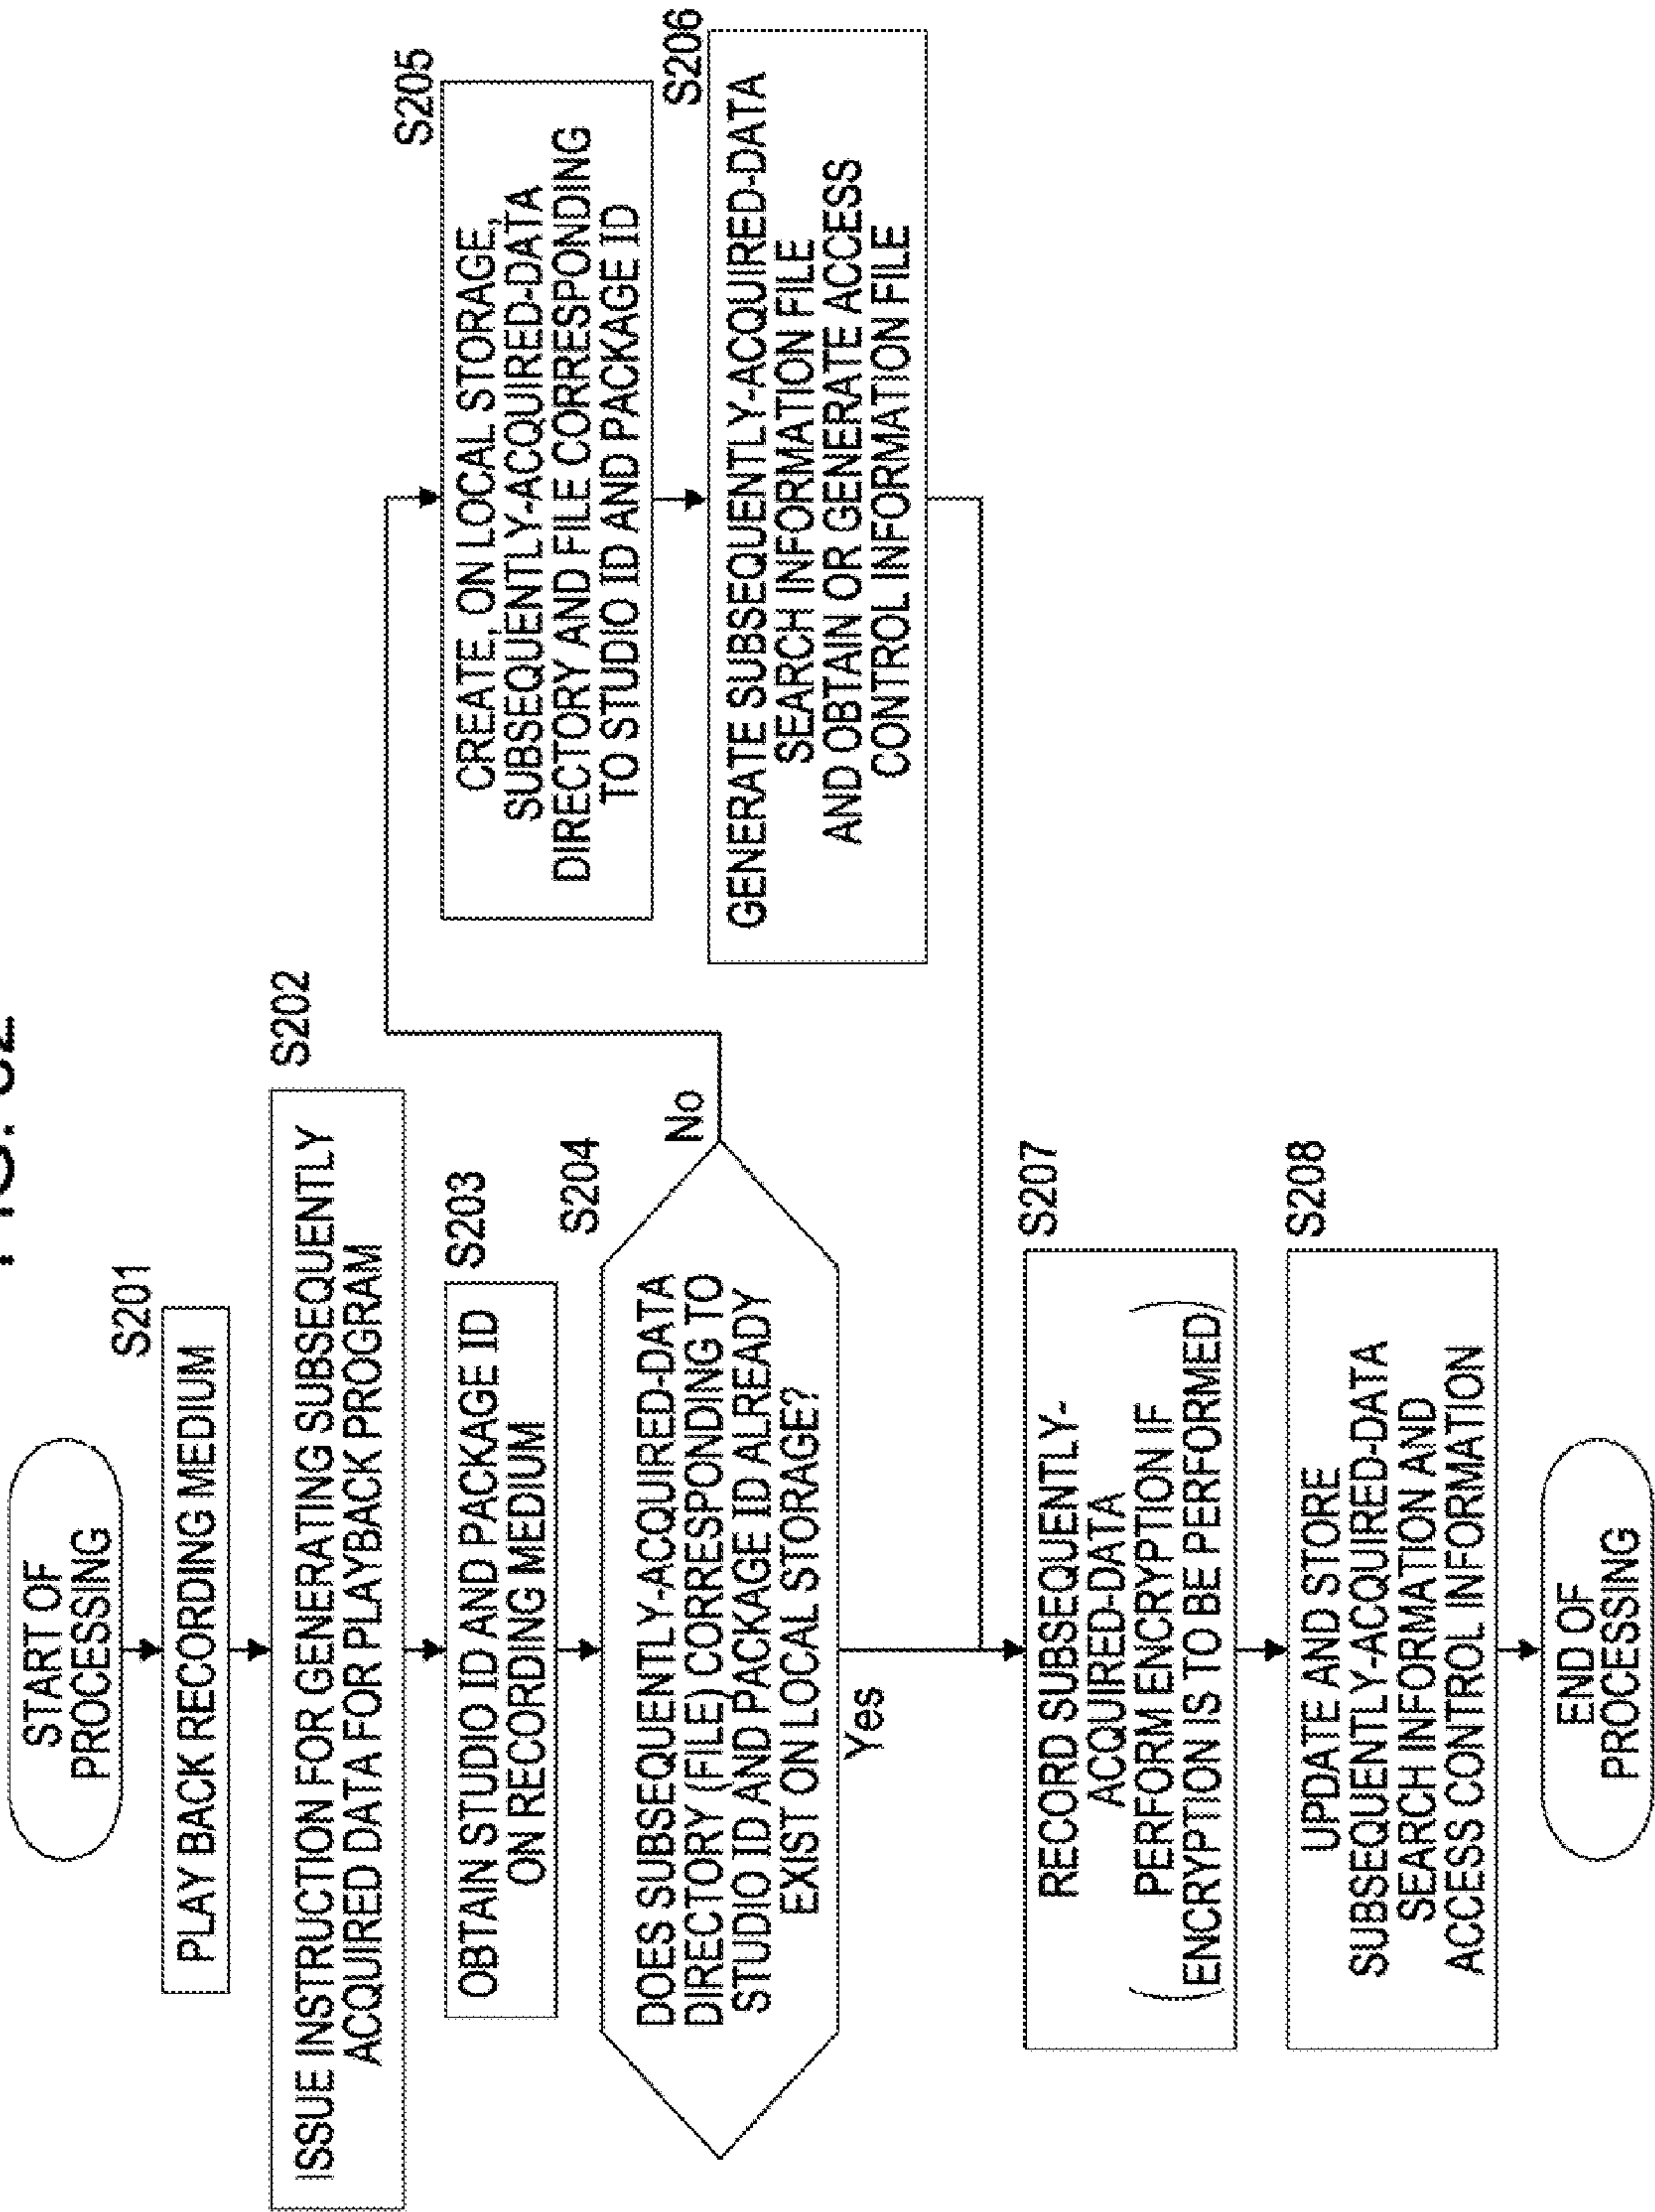 START OF
PROCESSING
S201
PLAY BACK RECORDING MEDIUM
S202
ISSUE INSTRUCTION FOR GENERATING SUBSEQUENTLY
ACQUIRED DATA FOR PLAYBACK PROGRAM
S203
OBTAIN STUDIO ID AND PACKAGE ID
ON RECORDING MEDIUM
S204
DOES SUBSEQUENTLY-ACQUIRED-DATA
DIRECTORY (FILE) CORRESPONDING TO
STUDIO ID AND PACKAGE ID ALREADY
EXIST ON LOCAL STORAGE?
No
Yes
S205
CREATE, ON LOCAL STORAGE,
SUBSEQUENTLY-ACQUIRED-DATA
DIRECTORY AND FILE CORRESPONDING
TO STUDIO ID AND PACKAGE ID
S206
GENERATE SUBSEQUENTLY-ACQUIRED-DATA
SEARCH INFORMATION FILE
AND OBTAIN OR GENERATE ACCESS
CONTROL INFORMATION FILE
S207
RECORD SUBSEQUENTLY-
ACQUIRED-DATA
(PERFORM ENCRYPTION IF
ENCRYPTION IS TO BE PERFORMED)
S208
UPDATE AND STORE
SUBSEQUENTLY-ACQUIRED-DATA
SEARCH INFORMATION AND
ACCESS CONTROL INFORMATION
END OF
PROCESSING